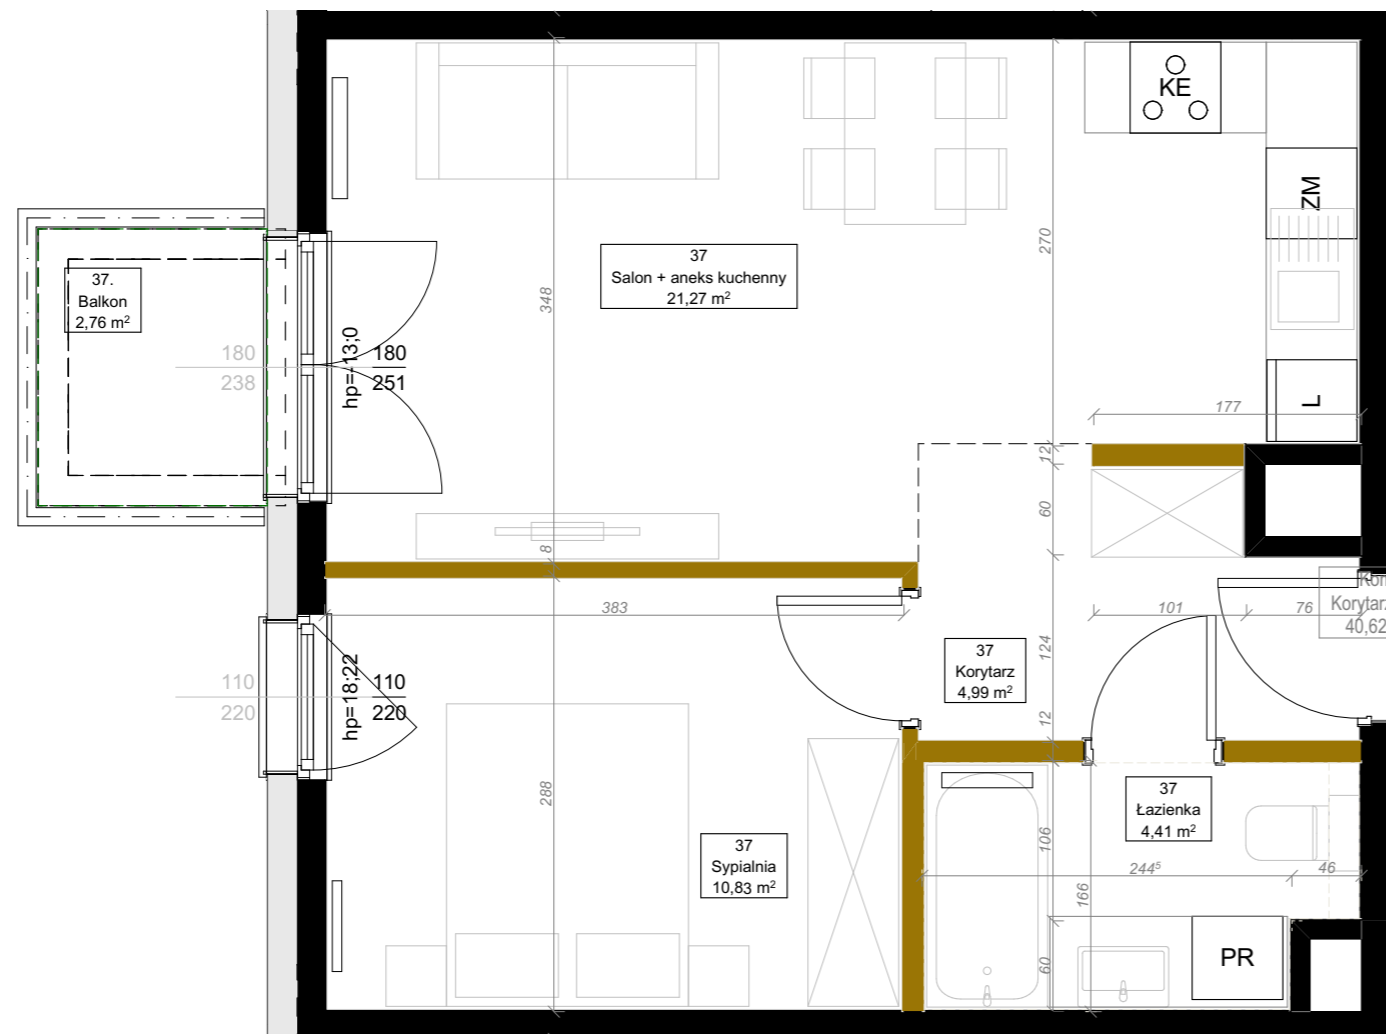 KE
ZM
270
37
Salon + aneks kuchenny
21,27 m²
348
37.
Balkon
2,76 m²
180
238
hp=-13;0
180
251
L
177
12
60
8
383
101
76
Korytarz
40,62
37
Korytarz
4,99 m²
124
12
110
220
hp=18;22
110
220
288
37
Sypialnia
10,83 m²
37
Łazienka
4,41 m²
106
244⁵
46
166
60
PR